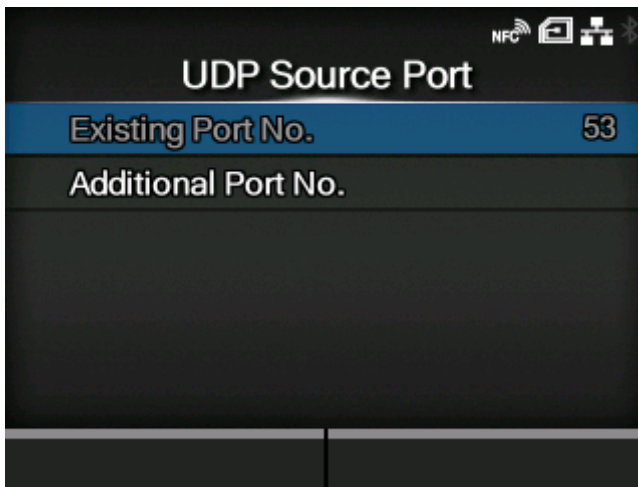 NFC
UDP Source Port
Existing Port No. 53
Additional Port No.